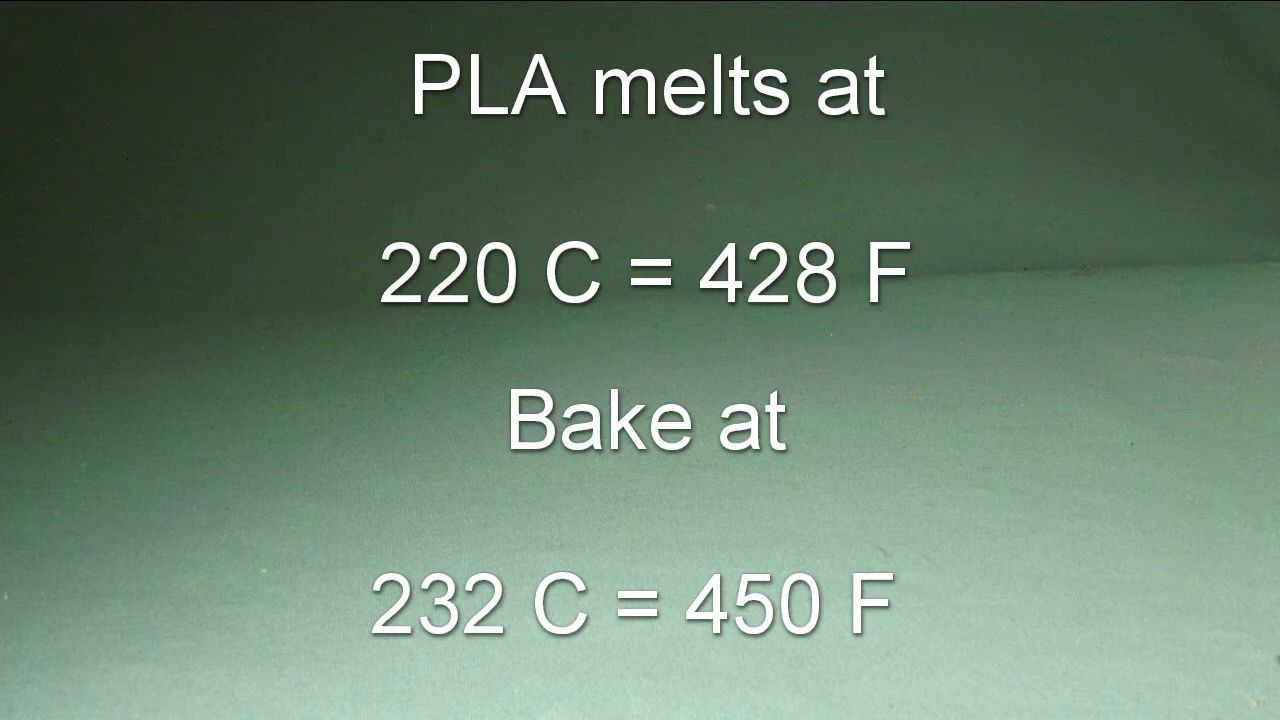 PLA melts at
220 C = 428 F
Bake at
232 C = 450 F